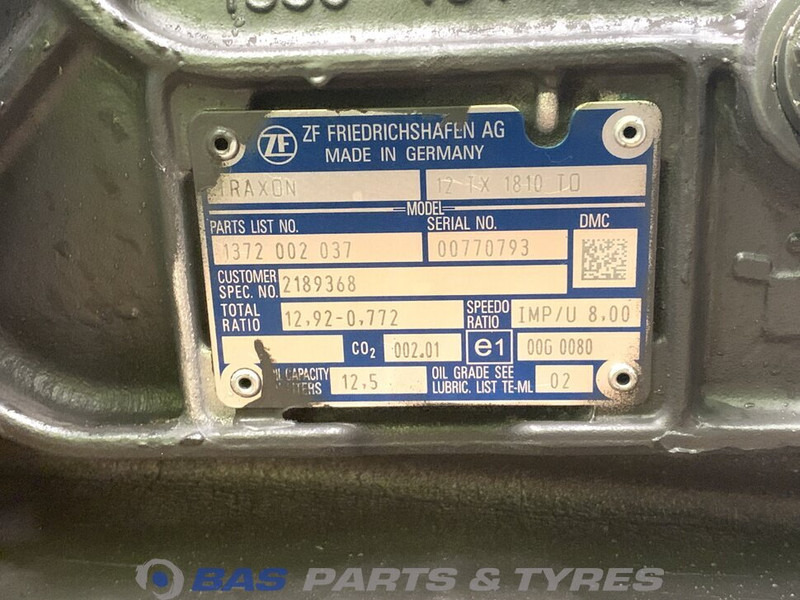 ZF FRIEDRICHSHAFEN AG
MADE IN GERMANY
TRAXON 12 TX 1810 TO
MODEL
PARTS LIST NO. SERIAL NO. DMC
1372 002 037 00770793
CUSTOMER
SPEC. NO. 2189368
TOTAL
RATIO 12,92-0,772 SPEEDO
RATIO IMP/U 8,00
CO2 002.01 e1 00G 0080
CAPACITY 12,5 OIL GRADE SEE
LUBRIC. LIST TE-ML 02
BAS PARTS & TYRES